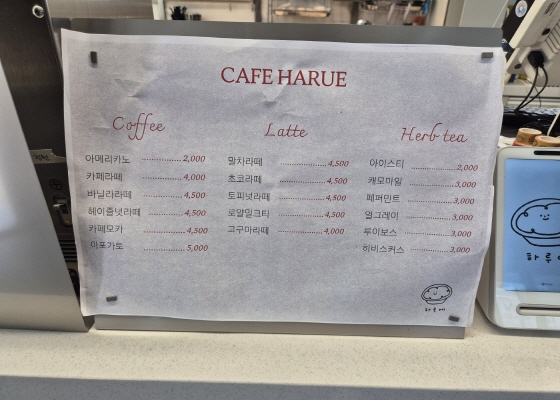 CAFE HARUE
Coffee
아메리카노 2,000
카페라떼 4,000
바닐라라떼 4,500
헤이즐넛라떼 4,500
카페모카 4,500
아포가토 5,000
Latte
말차라떼 4,500
초코라떼 4,500
토피넛라떼 4,500
로얄밀크티 4,500
고구마라떼 4,000
Herb tea
아이스티 2,000
캐모마일 3,000
페퍼민트 3,000
얼그레이 3,000
루이보스 3,000
히비스커스 3,000
하루에